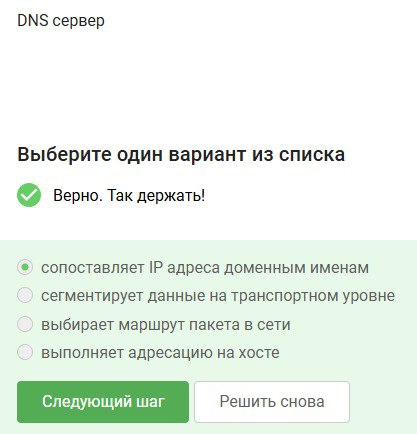 DNS сервер
Выберите один вариант из списка
Верно. Так держать!
сопоставляет IP адреса доменным именам
сегментирует данные на транспортном уровне
выбирает маршрут пакета в сети
выполняет адресацию на хосте
Следующий шаг Решить снова